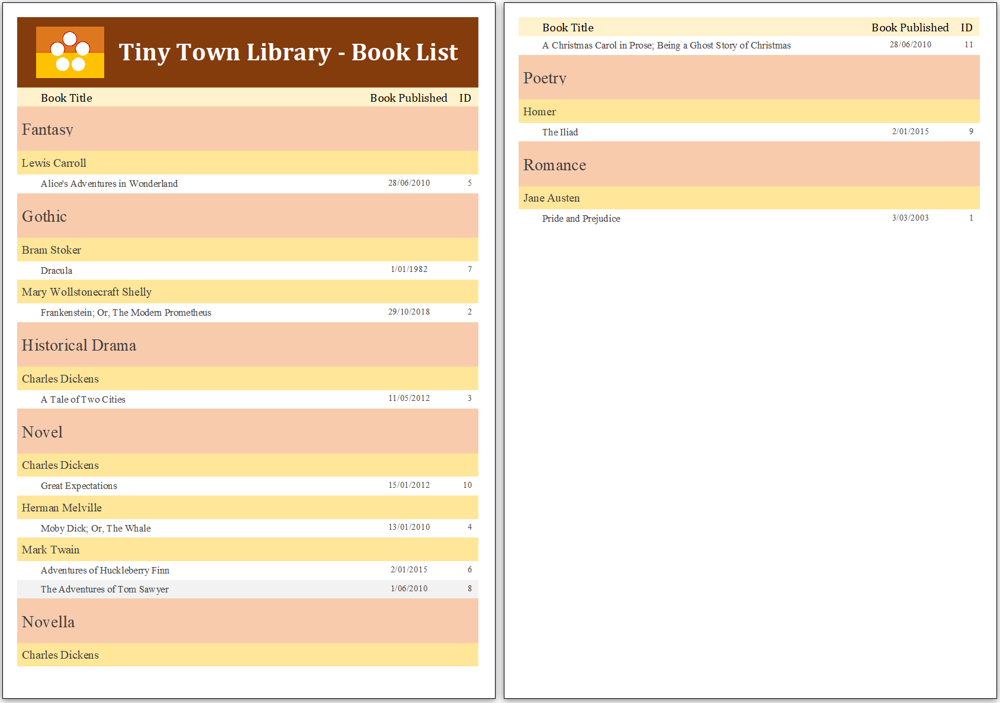 Tiny Town Library - Book List
Book Title Book Published ID
Fantasy
Lewis Carroll
Alice's Adventures in Wonderland 28/06/2010 5
Gothic
Bram Stoker
Dracula 1/01/1982 7
Mary Wollstonecraft Shelly
Frankenstein; Or, The Modern Prometheus 29/10/2018 2
Historical Drama
Charles Dickens
A Tale of Two Cities 11/05/2012 3
Novel
Charles Dickens
Great Expectations 15/01/2012 10
Herman Melville
Moby Dick; Or, The Whale 13/01/2010 4
Mark Twain
Adventures of Huckleberry Finn 2/01/2015 6
The Adventures of Tom Sawyer 1/06/2010 8
Novella
Charles Dickens
Book Title Book Published ID
A Christmas Carol in Prose; Being a Ghost Story of Christmas 28/06/2010 11
Poetry
Homer
The Iliad 2/01/2015 9
Romance
Jane Austen
Pride and Prejudice 3/03/2003 1